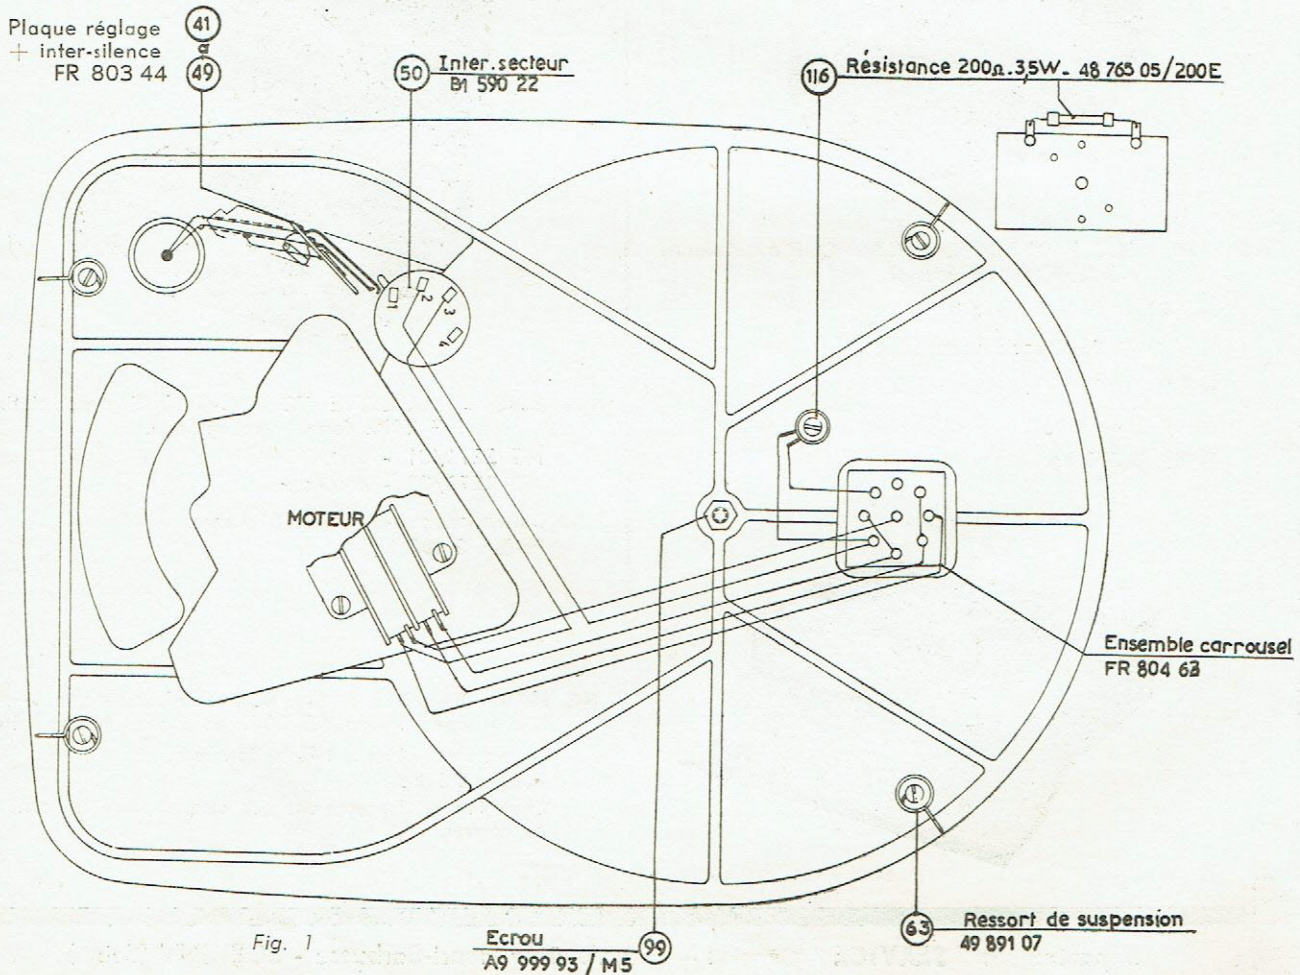 Plaque réglage
+ inter-silence
FR 803 44
41
a
49
50
Inter.secteur
B1 590 22
116
Résistance 200Ω.3,5W - 48 765 05/200E
1
2
3
4
MOTEUR
Ensemble carrousel
FR 804 63
63
Ressort de suspension
49 891 07
Fig. 1
Ecrou
A9 999 93 / M5
99